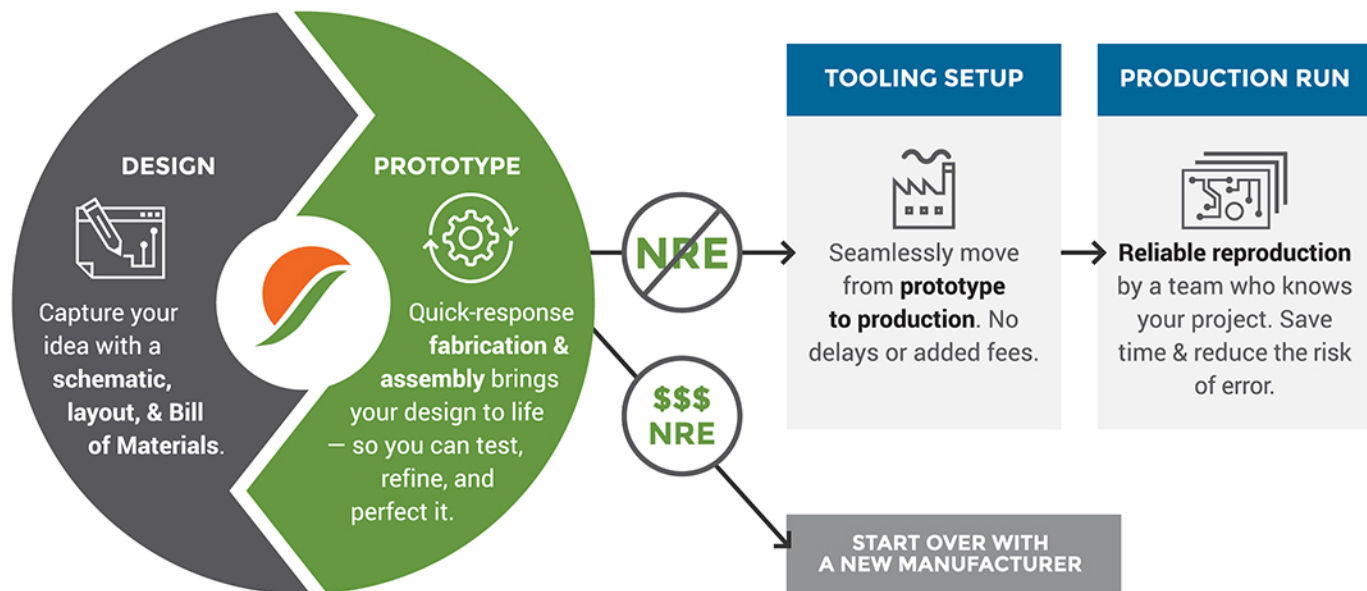 DESIGN
Capture your
idea with a
schematic,
layout, & Bill
of Materials.
PROTOTYPE
Quick-response
fabrication &
assembly brings
your design to life
— so you can test,
refine, and
perfect it.
NRE
$$$
NRE
TOOLING SETUP
Seamlessly move
from prototype
to production. No
delays or added fees.
PRODUCTION RUN
Reliable reproduction
by a team who knows
your project. Save
time & reduce the risk
of error.
START OVER WITH
A NEW MANUFACTURER